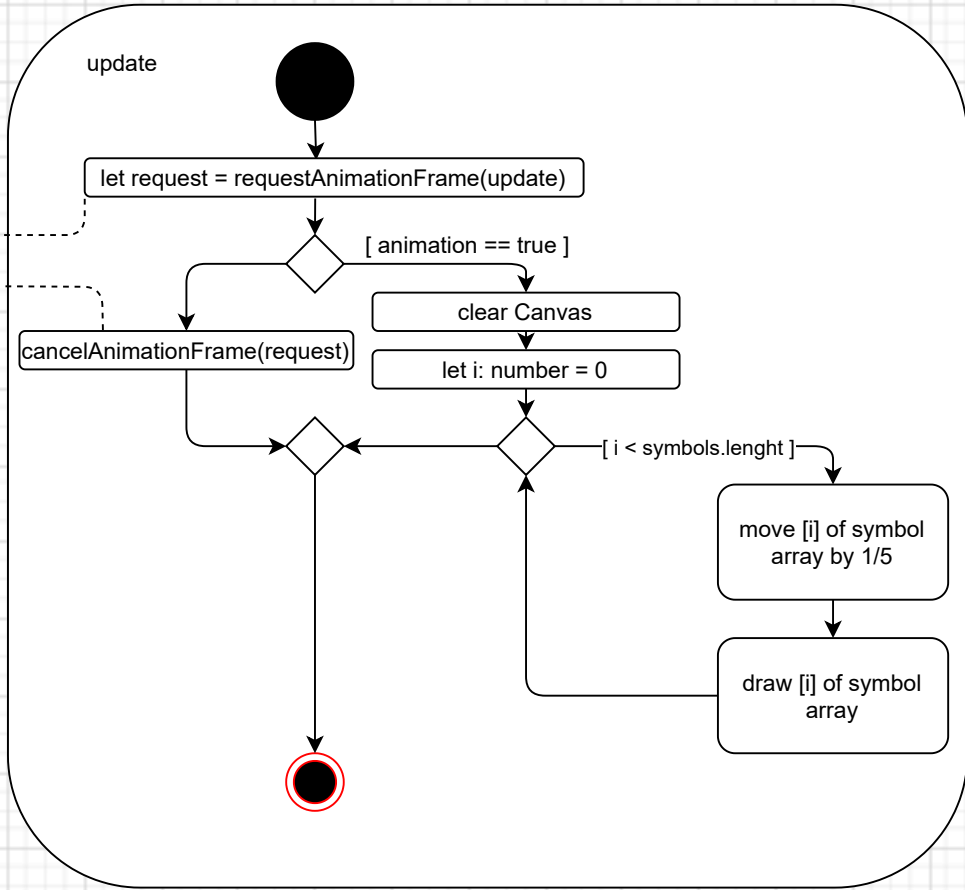 update
let request = requestAnimationFrame(update)
[ animation == true ]
clear Canvas
cancelAnimationFrame(request)
let i: number = 0
[ i < symbols.lenght ]
move [i] of symbol
array by 1/5
draw [i] of symbol
array